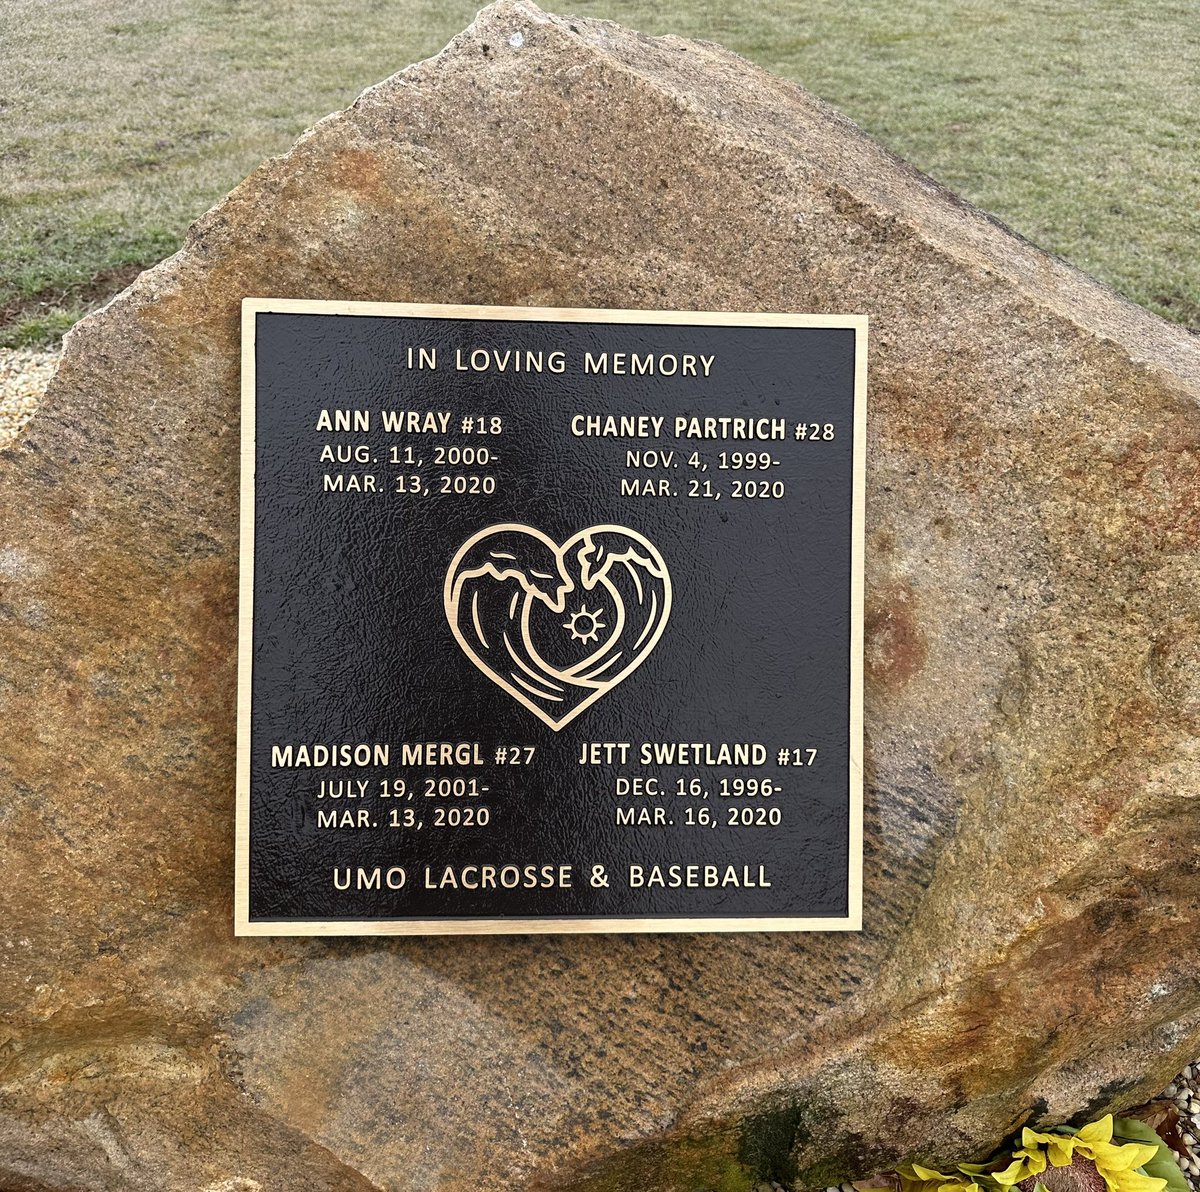 IN LOVING MEMORY
ANN WRAY #18
AUG. 11, 2000-
MAR. 13, 2020
CHANEY PARTRICH #28
NOV. 4, 1999-
MAR. 21, 2020
MADISON MERGL #27
JULY 19, 2001-
MAR. 13, 2020
JETT SWETLAND #17
DEC. 16, 1996-
MAR. 16, 2020
UMO LACROSSE & BASEBALL